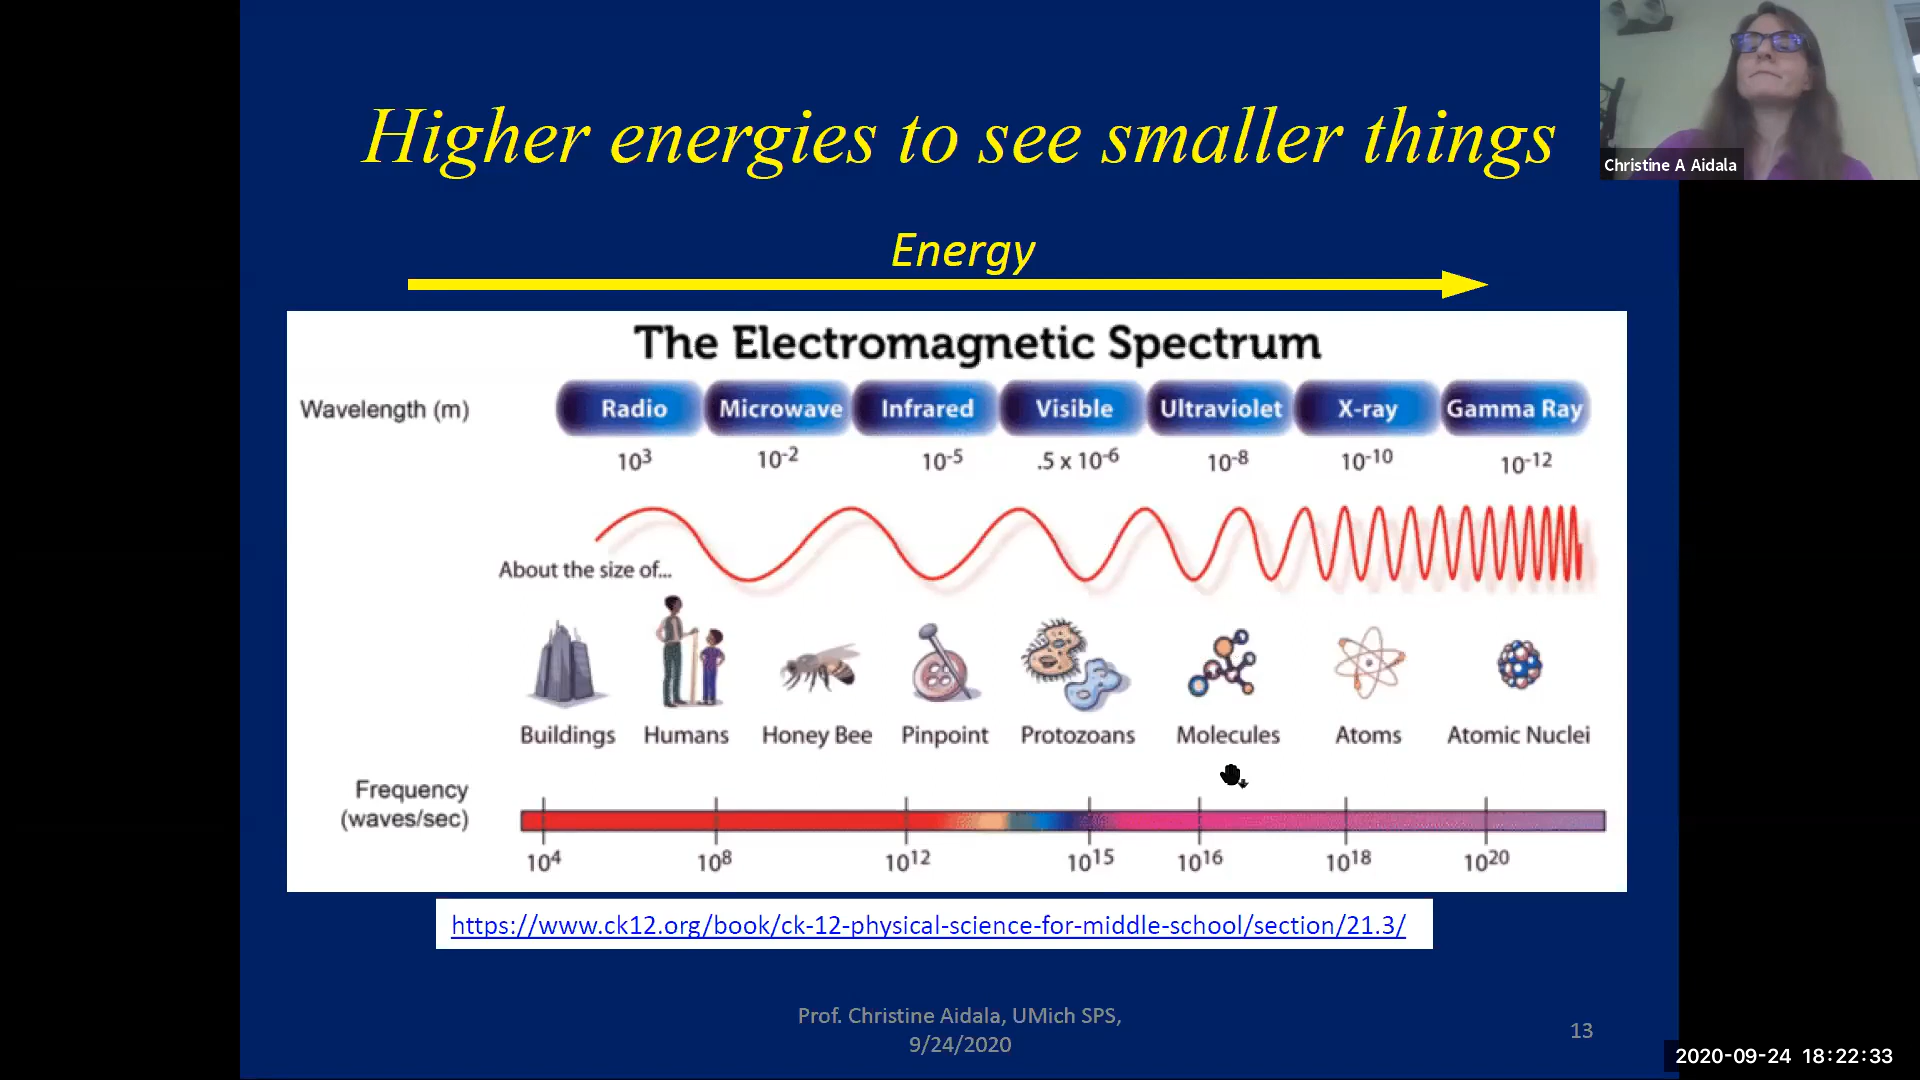 Higher energies to see smaller things
Christine A Aidala
Energy
The Electromagnetic Spectrum
Wavelength (m)
Radio Microwave Infrared Visible Ultraviolet X-ray Gamma Ray
10³ 10⁻² 10⁻⁵ .5 x 10⁻⁶ 10⁻⁸ 10⁻¹⁰ 10⁻¹²
About the size of...
Buildings Humans Honey Bee Pinpoint Protozoans Molecules Atoms Atomic Nuclei
Frequency
(waves/sec)
10⁴ 10⁸ 10¹² 10¹⁵ 10¹⁶ 10¹⁸ 10²⁰
https://www.ck12.org/book/ck-12-physical-science-for-middle-school/section/21.3/
Prof. Christine Aidala, UMich SPS,
9/24/2020
13
2020-09-24 18:22:33